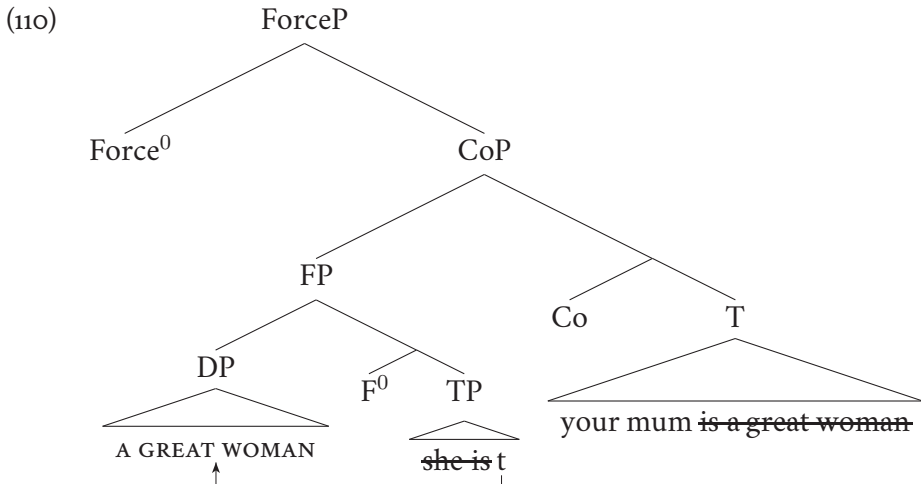 (110) ForceP
Force⁰ CoP
FP Co T
DP F⁰ TP
your mum is a great woman
A GREAT WOMAN she is t